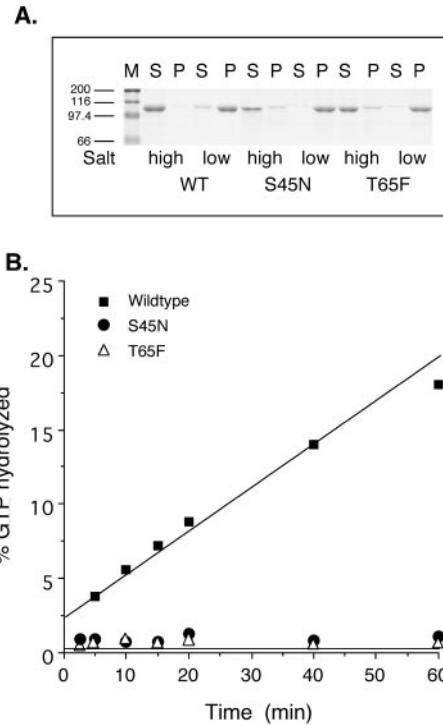 A.
M S P S P S P S P S P S P
200
116
97.4
66
Salt high low high low high low
WT S45N T65F
B.
25
20
15
10
5
0
% GTP hydrolyzed
Wildtype
S45N
T65F
0 10 20 30 40 50 60
Time (min)